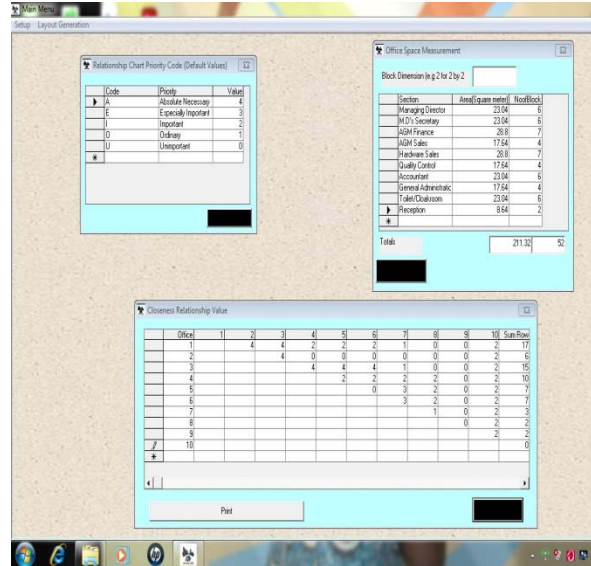 Main Menu
Setup Layout Generation
Relationship Chart Priority Code (Default Values)
Code Priority Value
A Absolute Necessary 4
E Especially Important 3
I Important 2
O Ordinary 1
U Unimportant 0
Office Space Measurement
Block Dimension (e.g 2 for 2 by 2
Section Area(Square meter) NoofBlock
Managing Director 23.04 6
M.D's Secretary 23.04 6
AGM Finance 28.8 7
AGM Sales 17.64 4
Hardware Sales 28.8 7
Quality Control 17.64 4
Accountant 23.04 6
General Administratic 17.64 4
Toilet/Cloakroom 23.04 6
Reception 8.64 2
Totals 211.32 52
Closeness Relationship Value
Office 1 2 3 4 5 6 7 8 9 10 Sum Row
1 4 4 2 2 2 1 0 0 2 17
2 4 0 0 0 0 0 0 2 6
3 4 4 4 1 0 0 2 15
4 2 2 2 2 0 2 10
5 0 3 2 0 2 7
6 3 2 0 2 7
7 1 0 2 3
8 0 2 2
9 2 2
10 0
Print